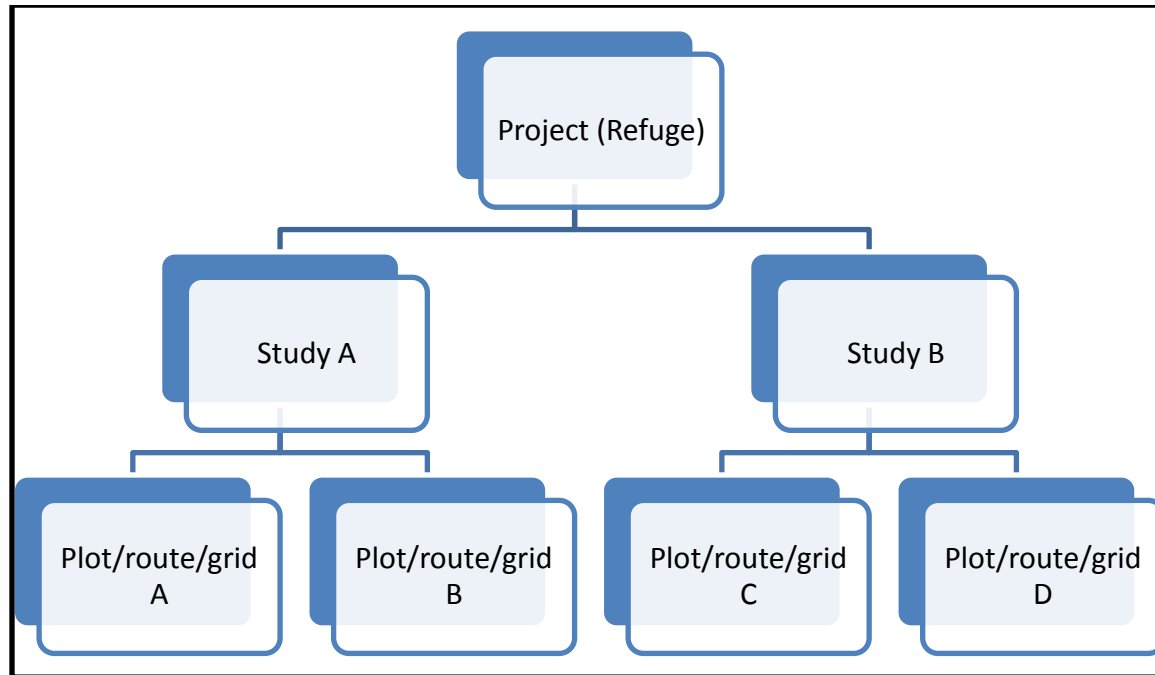 Project (Refuge)
Study A
Study B
Plot/route/grid
A
Plot/route/grid
B
Plot/route/grid
C
Plot/route/grid
D